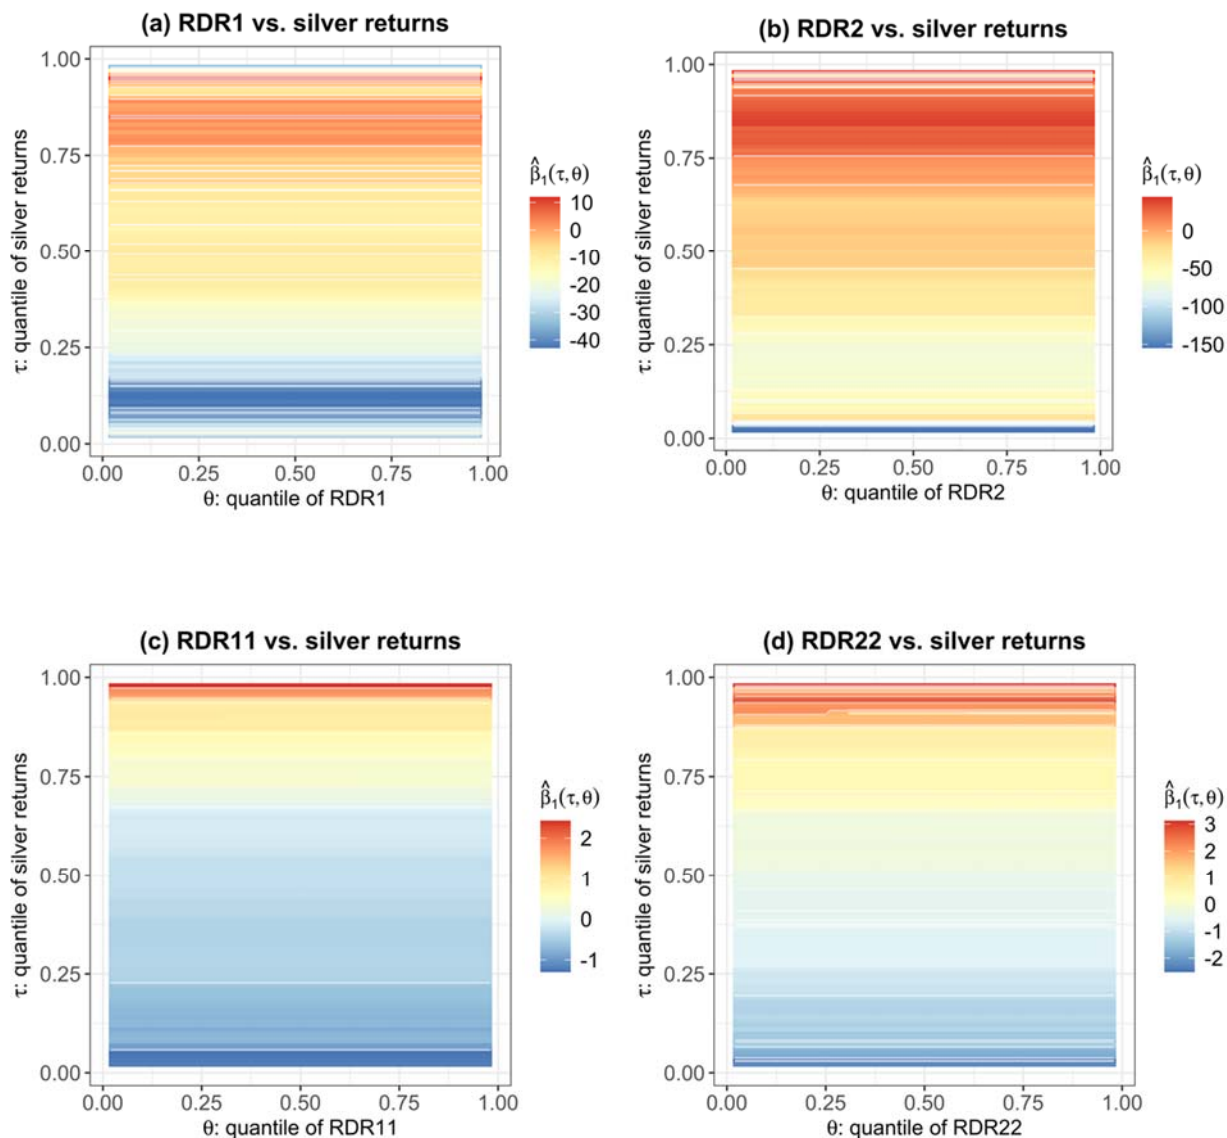 (a) RDR1 vs. silver returns
1.00
0.75
0.50
0.25
0.00
τ: quantile of silver returns
0.00 0.25 0.50 0.75 1.00
θ: quantile of RDR1
β̂₁(τ,θ)
10
0
-10
-20
-30
-40
(b) RDR2 vs. silver returns
1.00
0.75
0.50
0.25
0.00
τ: quantile of silver returns
0.00 0.25 0.50 0.75 1.00
θ: quantile of RDR2
β̂₁(τ,θ)
0
-50
-100
-150
(c) RDR11 vs. silver returns
1.00
0.75
0.50
0.25
0.00
τ: quantile of silver returns
0.00 0.25 0.50 0.75 1.00
θ: quantile of RDR11
β̂₁(τ,θ)
2
1
0
-1
(d) RDR22 vs. silver returns
1.00
0.75
0.50
0.25
0.00
τ: quantile of silver returns
0.00 0.25 0.50 0.75 1.00
θ: quantile of RDR22
β̂₁(τ,θ)
3
2
1
0
-1
-2